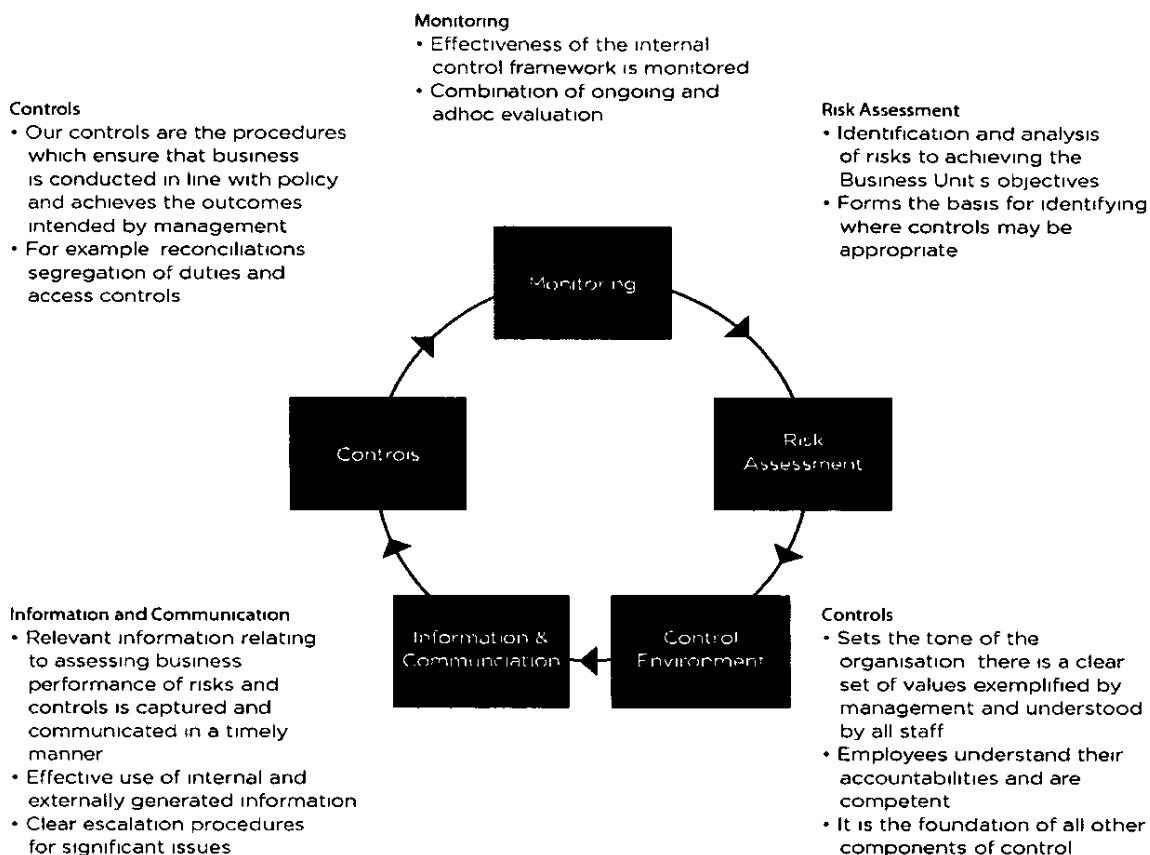 Monitoring
• Effectiveness of the internal
control framework is monitored
• Combination of ongoing and
adhoc evaluation
Controls
• Our controls are the procedures
which ensure that business
is conducted in line with policy
and achieves the outcomes
intended by management
• For example reconciliations
segregation of duties and
access controls
Risk Assessment
• Identification and analysis
of risks to achieving the
Business Unit s objectives
• Forms the basis for identifying
where controls may be
appropriate
Monitoring
Controls
Risk
Assessment
Information &
Communciation
Control
Environment
Information and Communication
• Relevant information relating
to assessing business
performance of risks and
controls is captured and
communicated in a timely
manner
• Effective use of internal and
externally generated information
• Clear escalation procedures
for significant issues
Controls
• Sets the tone of the
organisation there is a clear
set of values exemplified by
management and understood
by all staff
• Employees understand their
accountabilities and are
competent
• It is the foundation of all other
components of control